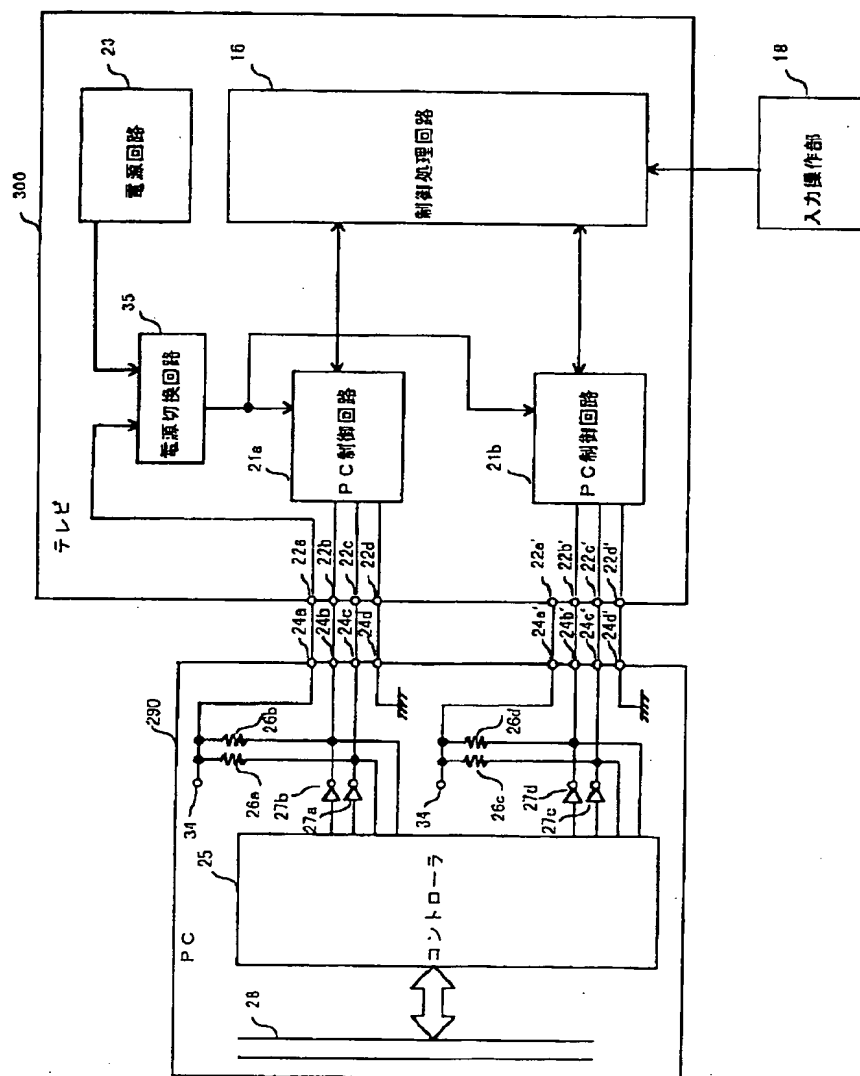 300
テレビ
23
電源回路
35
電源切換回路
16
制御処理回路
18
入力操作部
21a
PC制御回路
21b
PC制御回路
22a
22b
22c
22d
22a'
22b'
22c'
22d'
24a
24b
24c
24d
24a'
24b'
24c'
24d'
290
PC
34
26b
26a
27b
27a
34
26d
26c
27d
27c
25
コントローラ
28